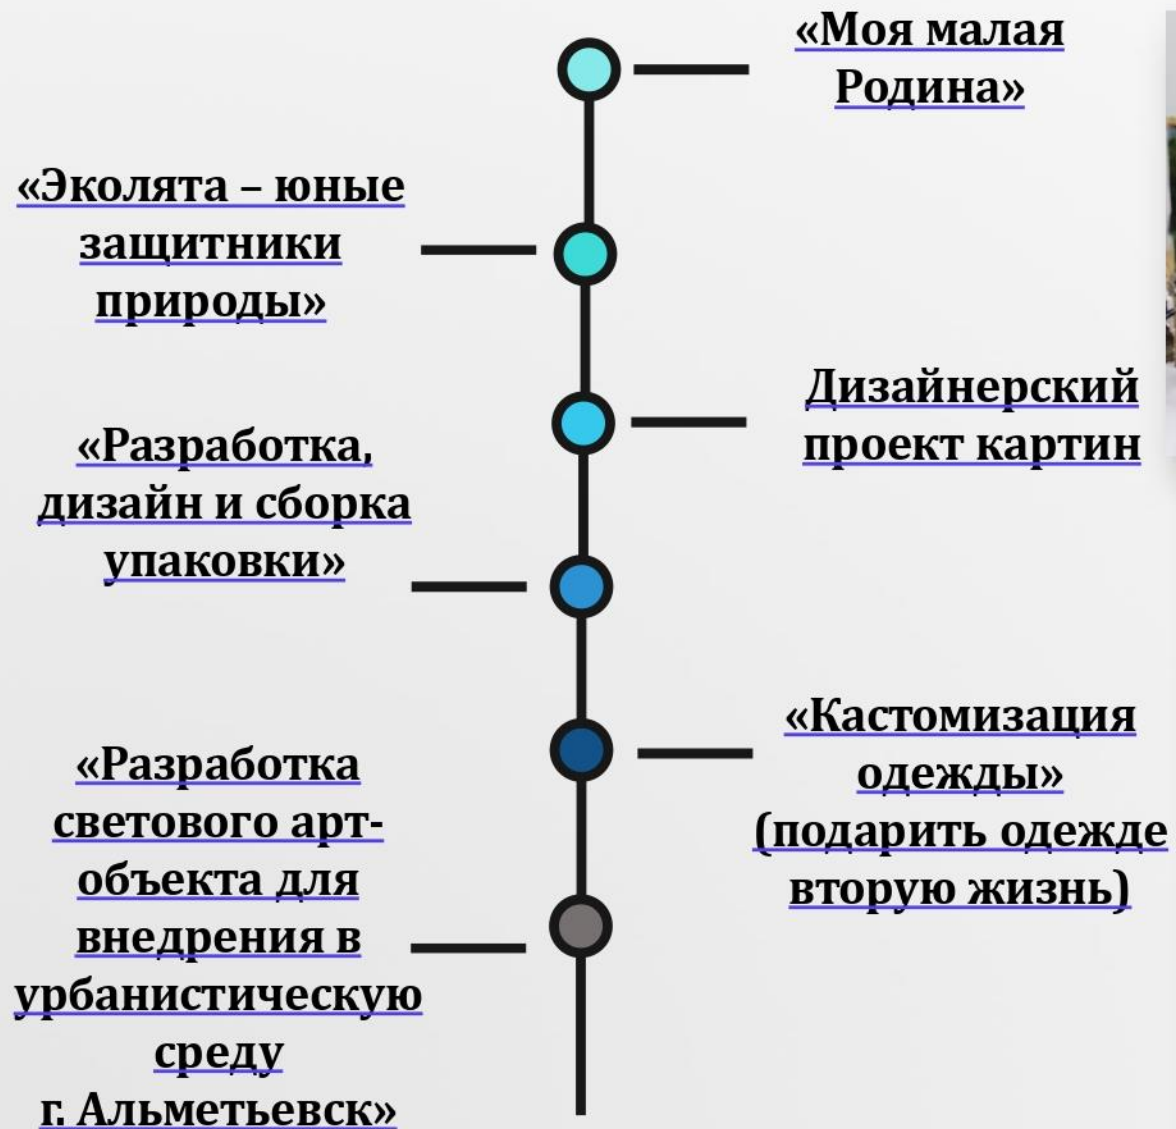 «Моя малая
Родина»
«Эколята – юные
защитники
природы»
Дизайнерский
проект картин
«Разработка,
дизайн и сборка
упаковки»
«Кастомизация
одежды»
(подарить одежде
вторую жизнь)
«Разработка
светового арт-
объекта для
внедрения в
урбанистическую
среду
г. Альметьевск»